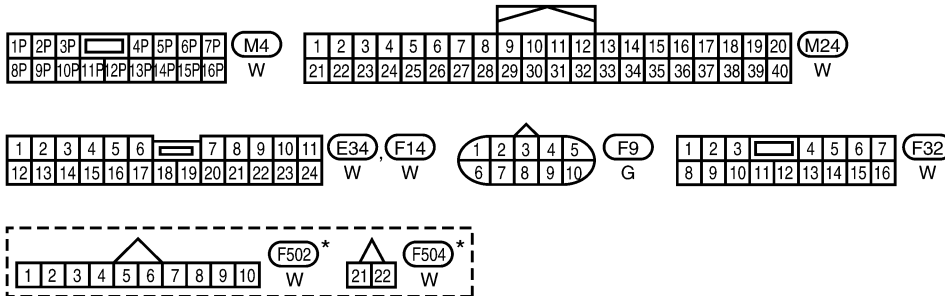 1P 2P 3P 4P 5P 6P 7P M4 1 2 3 4 5 6 7 8 9 10 11 12 13 14 15 16 17 18 19 20 M24
8P 9P 10P 11P 12P 13P 14P 15P 16P W 21 22 23 24 25 26 27 28 29 30 31 32 33 34 35 36 37 38 39 40 W
1 2 3 4 5 6 7 8 9 10 11 E34 , F14 1 2 3 4 5 F9 1 2 3 4 5 6 7 F32
12 13 14 15 16 17 18 19 20 21 22 23 24 W W 6 7 8 9 10 G 8 9 10 11 12 13 14 15 16 W
F502 * F504 *
1 2 3 4 5 6 7 8 9 10 W 21 22 W